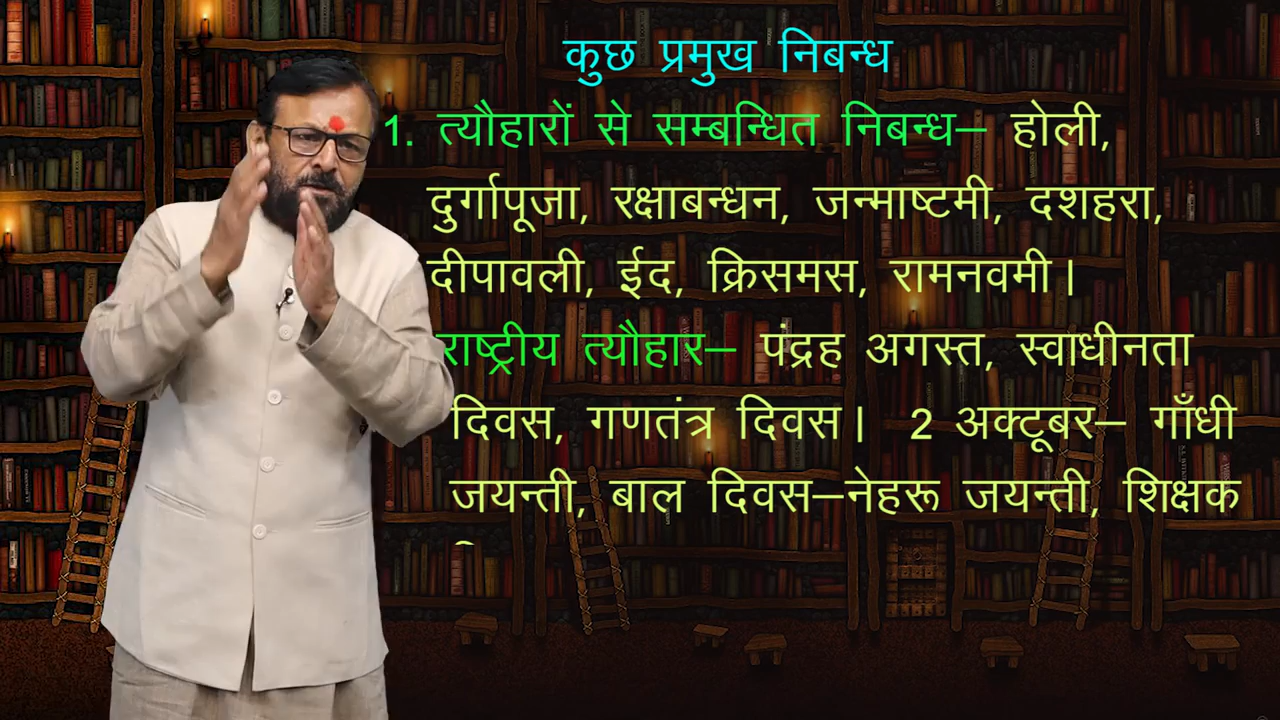 कुछ प्रमुख निबन्ध
1. त्यौहारों से सम्बन्धित निबन्ध– होली,
दुर्गापूजा, रक्षाबन्धन, जन्माष्टमी, दशहरा,
दीपावली, ईद, क्रिसमस, रामनवमी।
राष्ट्रीय त्यौहार– पंद्रह अगस्त, स्वाधीनता
दिवस, गणतंत्र दिवस। 2 अक्टूबर– गाँधी
जयन्ती, बाल दिवस–नेहरू जयन्ती, शिक्षक